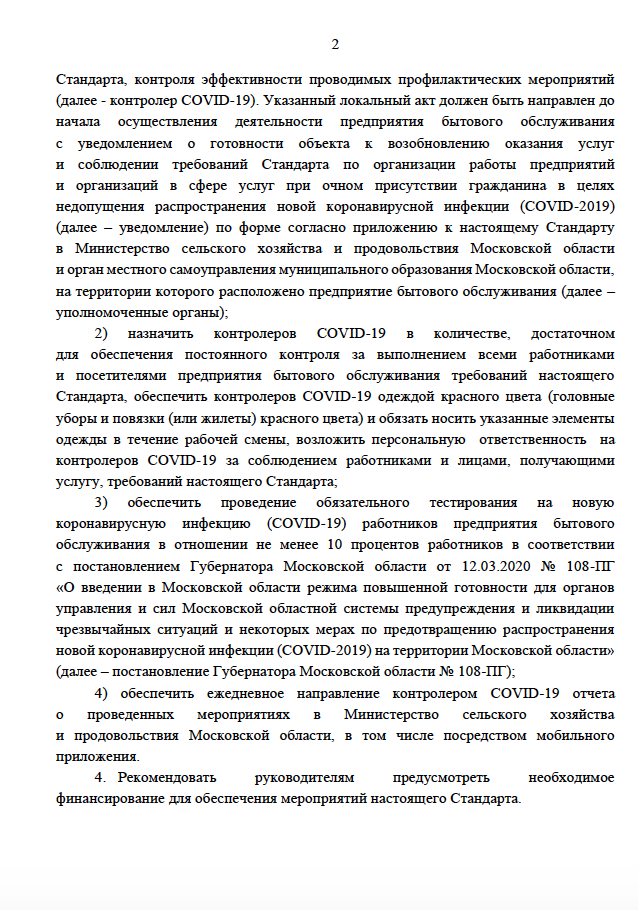 2
Стандарта, контроля эффективности проводимых профилактических мероприятий
(далее - контролер COVID-19). Указанный локальный акт должен быть направлен до
начала осуществления деятельности предприятия бытового обслуживания
с уведомлением о готовности объекта к возобновлению оказания услуг
и соблюдении требований Стандарта по организации работы предприятий
и организаций в сфере услуг при очном присутствии гражданина в целях
недопущения распространения новой коронавирусной инфекции (COVID-2019)
(далее – уведомление) по форме согласно приложению к настоящему Стандарту
в Министерство сельского хозяйства и продовольствия Московской области
и орган местного самоуправления муниципального образования Московской области,
на территории которого расположено предприятие бытового обслуживания (далее –
уполномоченные органы);
2) назначить контролеров COVID-19 в количестве, достаточном
для обеспечения постоянного контроля за выполнением всеми работниками
и посетителями предприятия бытового обслуживания требований настоящего
Стандарта, обеспечить контролеров COVID-19 одеждой красного цвета (головные
уборы и повязки (или жилеты) красного цвета) и обязать носить указанные элементы
одежды в течение рабочей смены, возложить персональную ответственность на
контролеров COVID-19 за соблюдением работниками и лицами, получающими
услугу, требований настоящего Стандарта;
3) обеспечить проведение обязательного тестирования на новую
коронавирусную инфекцию (COVID-19) работников предприятия бытового
обслуживания в отношении не менее 10 процентов работников в соответствии
с постановлением Губернатора Московской области от 12.03.2020 № 108-ПГ
«О введении в Московской области режима повышенной готовности для органов
управления и сил Московской областной системы предупреждения и ликвидации
чрезвычайных ситуаций и некоторых мерах по предотвращению распространения
новой коронавирусной инфекции (COVID-2019) на территории Московской области»
(далее – постановление Губернатора Московской области № 108-ПГ);
4) обеспечить ежедневное направление контролером COVID-19 отчета
о проведенных мероприятиях в Министерство сельского хозяйства
и продовольствия Московской области, в том числе посредством мобильного
приложения.
4. Рекомендовать руководителям предусмотреть необходимое
финансирование для обеспечения мероприятий настоящего Стандарта.